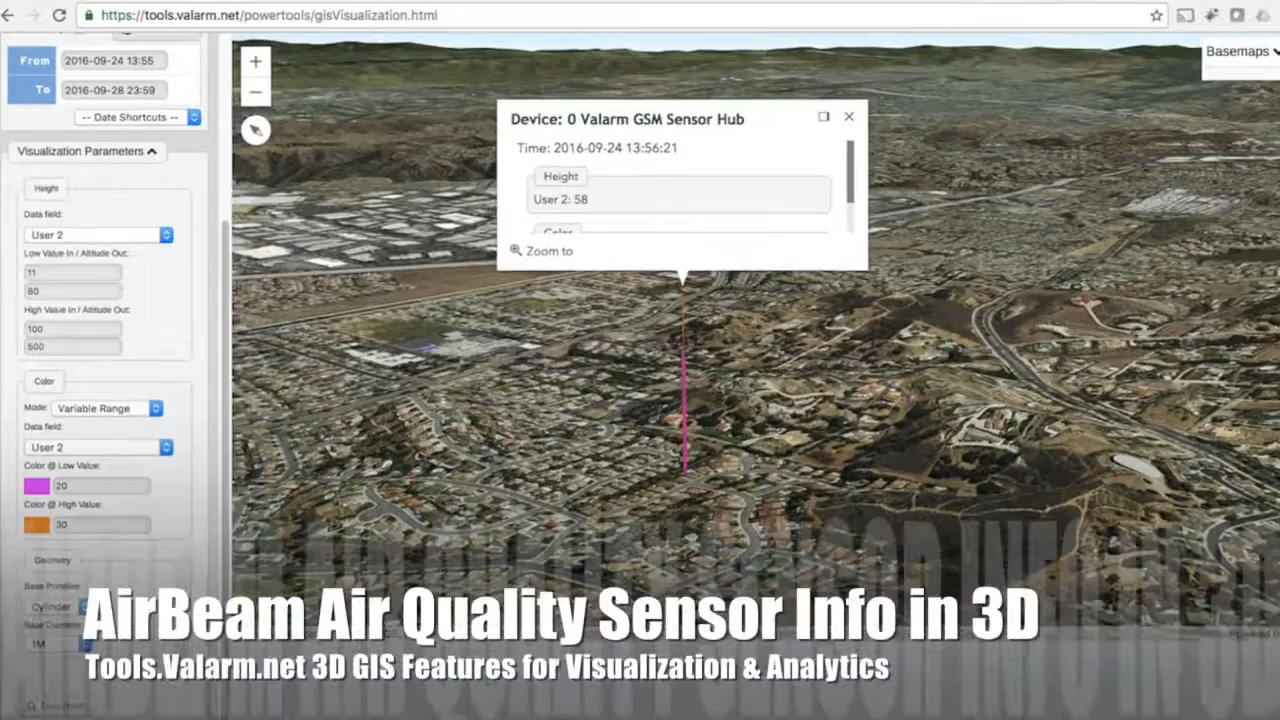 https://tools.valarm.net/powertools/gisVisualization.html
From 2016-09-24 13:55
To 2016-09-28 23:59
-- Date Shortcuts --
Visualization Parameters
Height
Data field:
User 2
Low Value In / Altitude Out:
11
80
High Value In / Altitude Out:
100
500
Color
Mode: Variable Range
Data field:
User 2
Color @ Low Value:
20
Color @ High Value:
30
Geometry
Base Primitive:
Cylinder
1M
Basemaps
Device: 0 Valarm GSM Sensor Hub
Time: 2016-09-24 13:56:21
Height
User 2: 58
Color
Zoom to
AirBeam Air Quality Sensor Info in 3D
Tools.Valarm.net 3D GIS Features for Visualization & Analytics